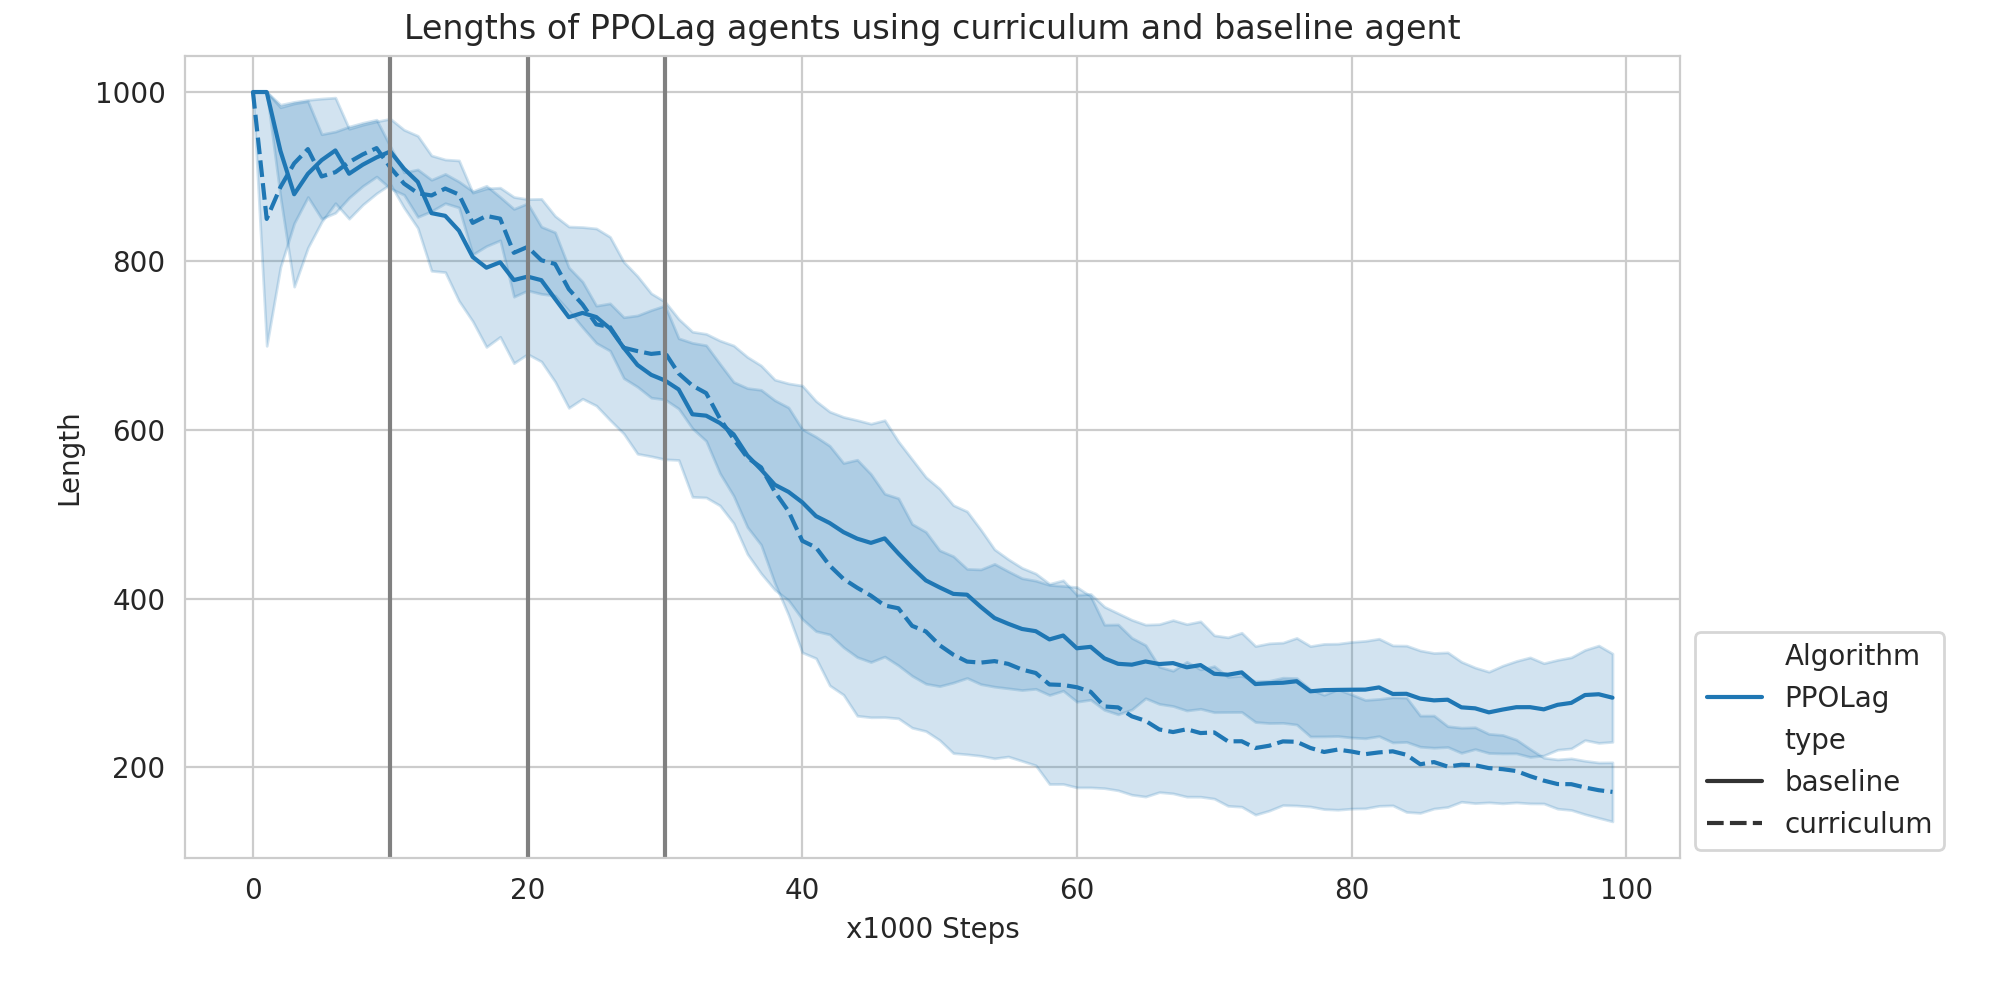 Lengths of PPOLag agents using curriculum and baseline agent
1000
800
600
400
200
Length
0
20
40
60
80
100
x1000 Steps
Algorithm
PPOLag
type
baseline
curriculum